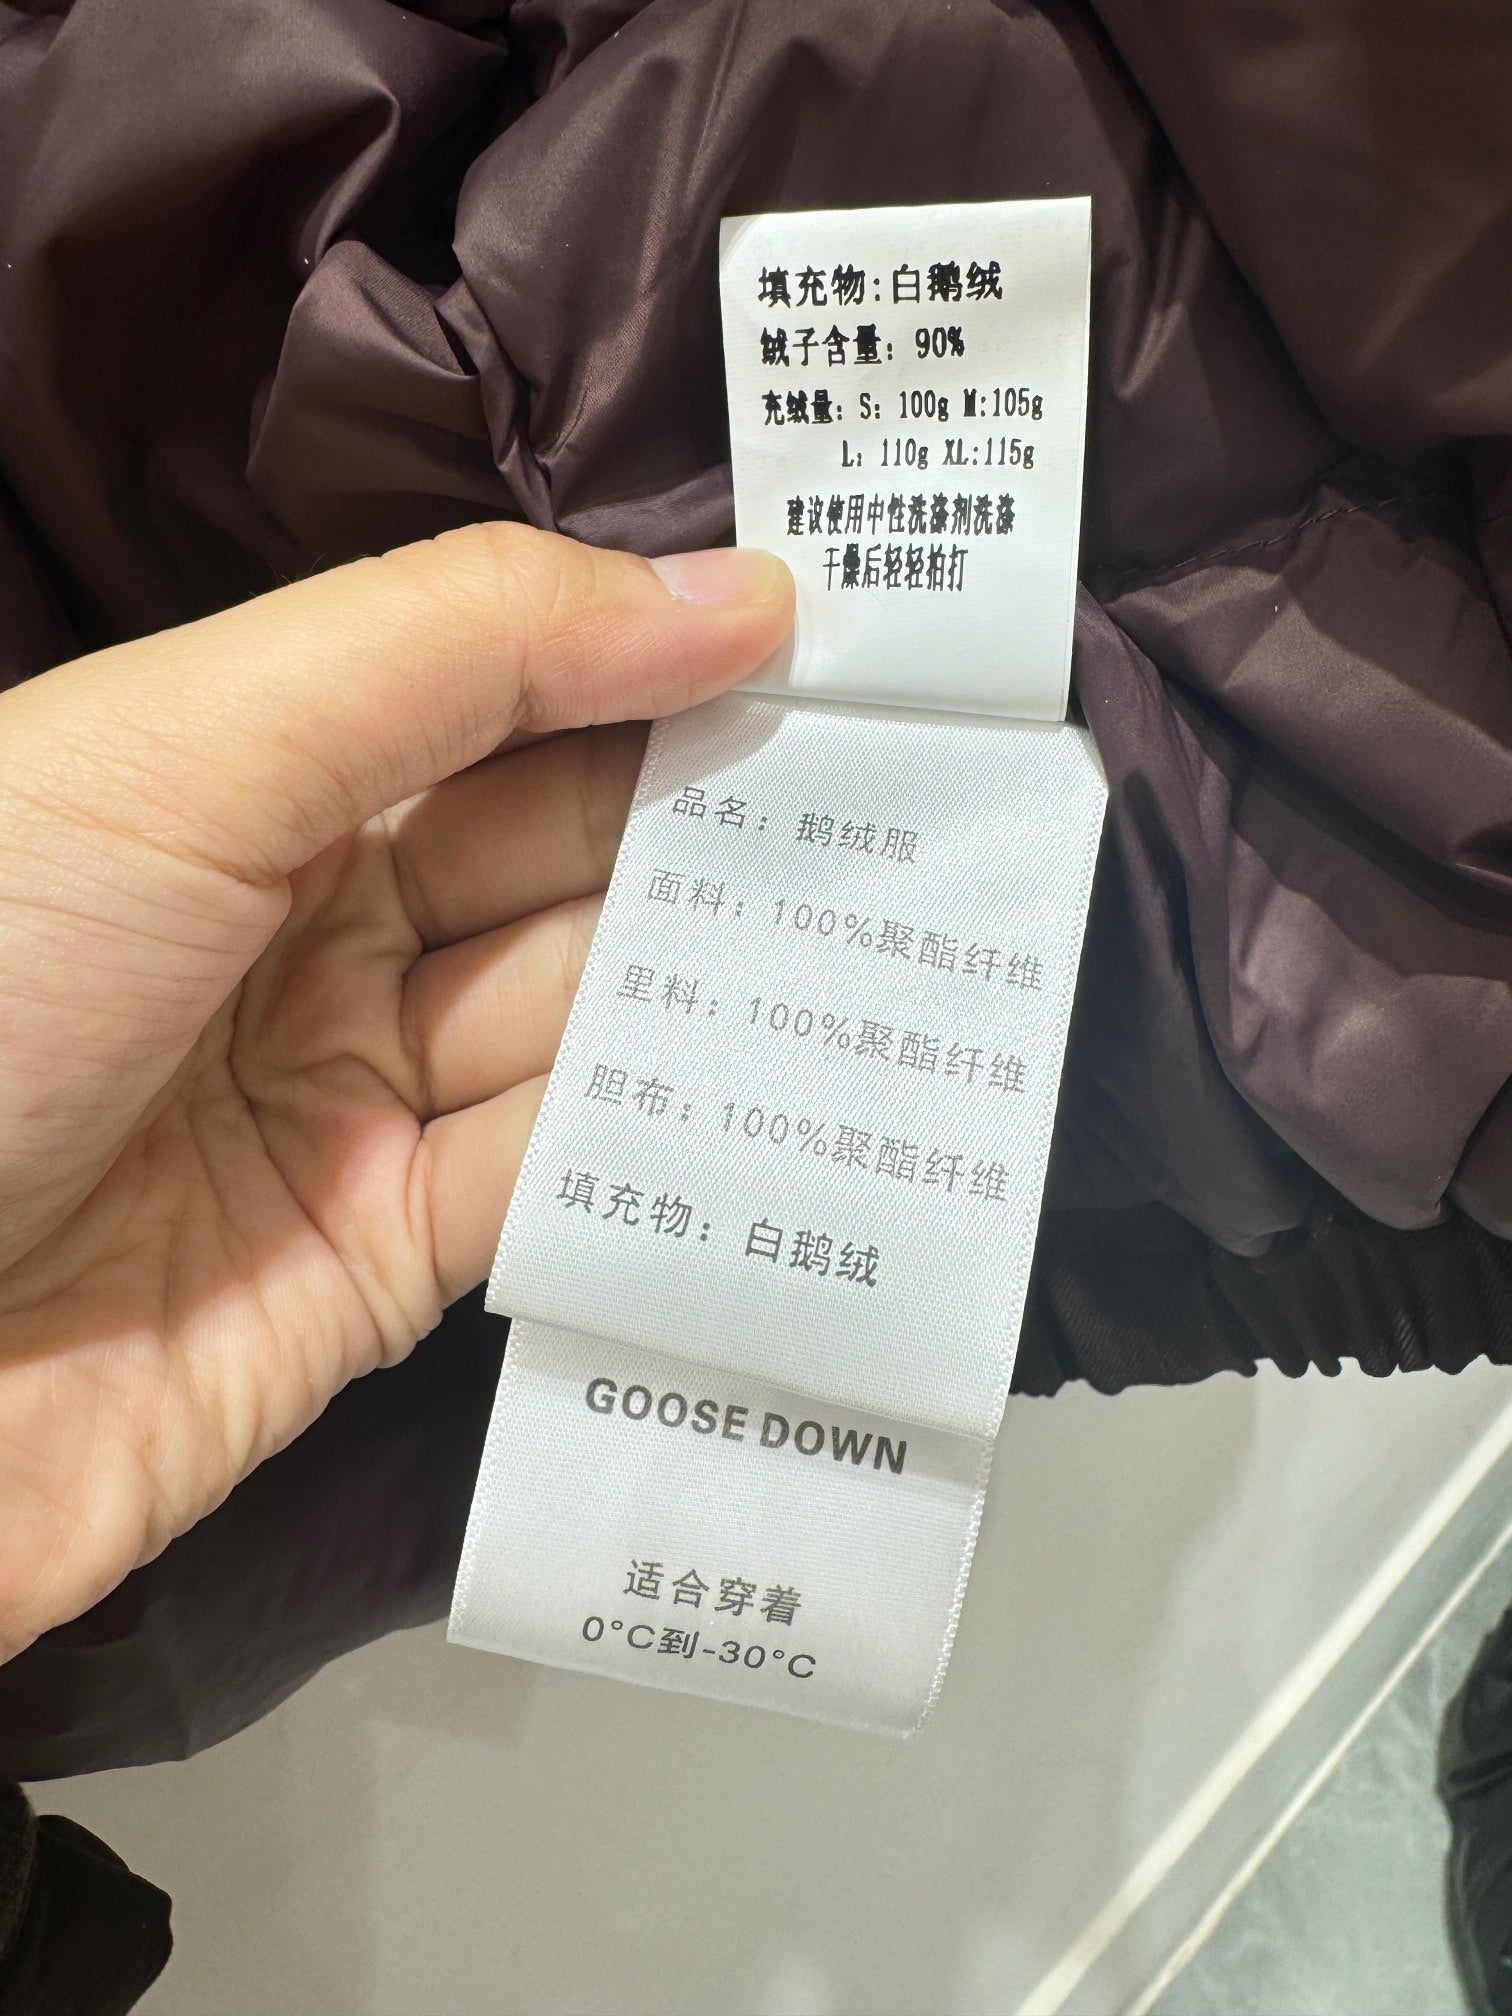 填充物:白鹅绒
绒子含量: 90%
充绒量: S: 100g M:105g
L: 110g XL:115g
建议使用中性洗涤剂洗涤
干燥后轻轻拍打
品名: 鹅绒服
面料: 100%聚酯纤维
里料: 100%聚酯纤维
胆布: 100%聚酯纤维
填充物: 白鹅绒
GOOSE DOWN
适合穿着
0°C到-30°C